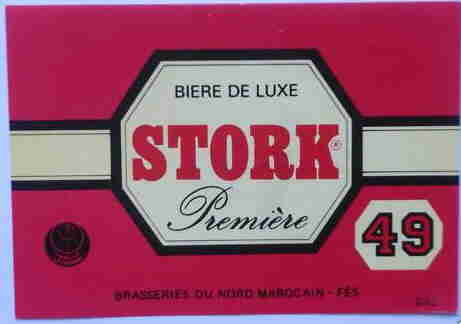 BIERE DE LUXE
STORK®
Première
49
BRASSERIES DU NORD MAROCAIN - FÈS